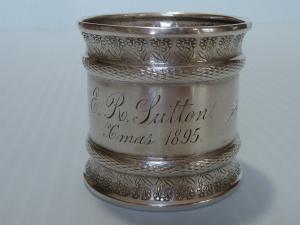 E. R. Sutton
Xmas 1895.